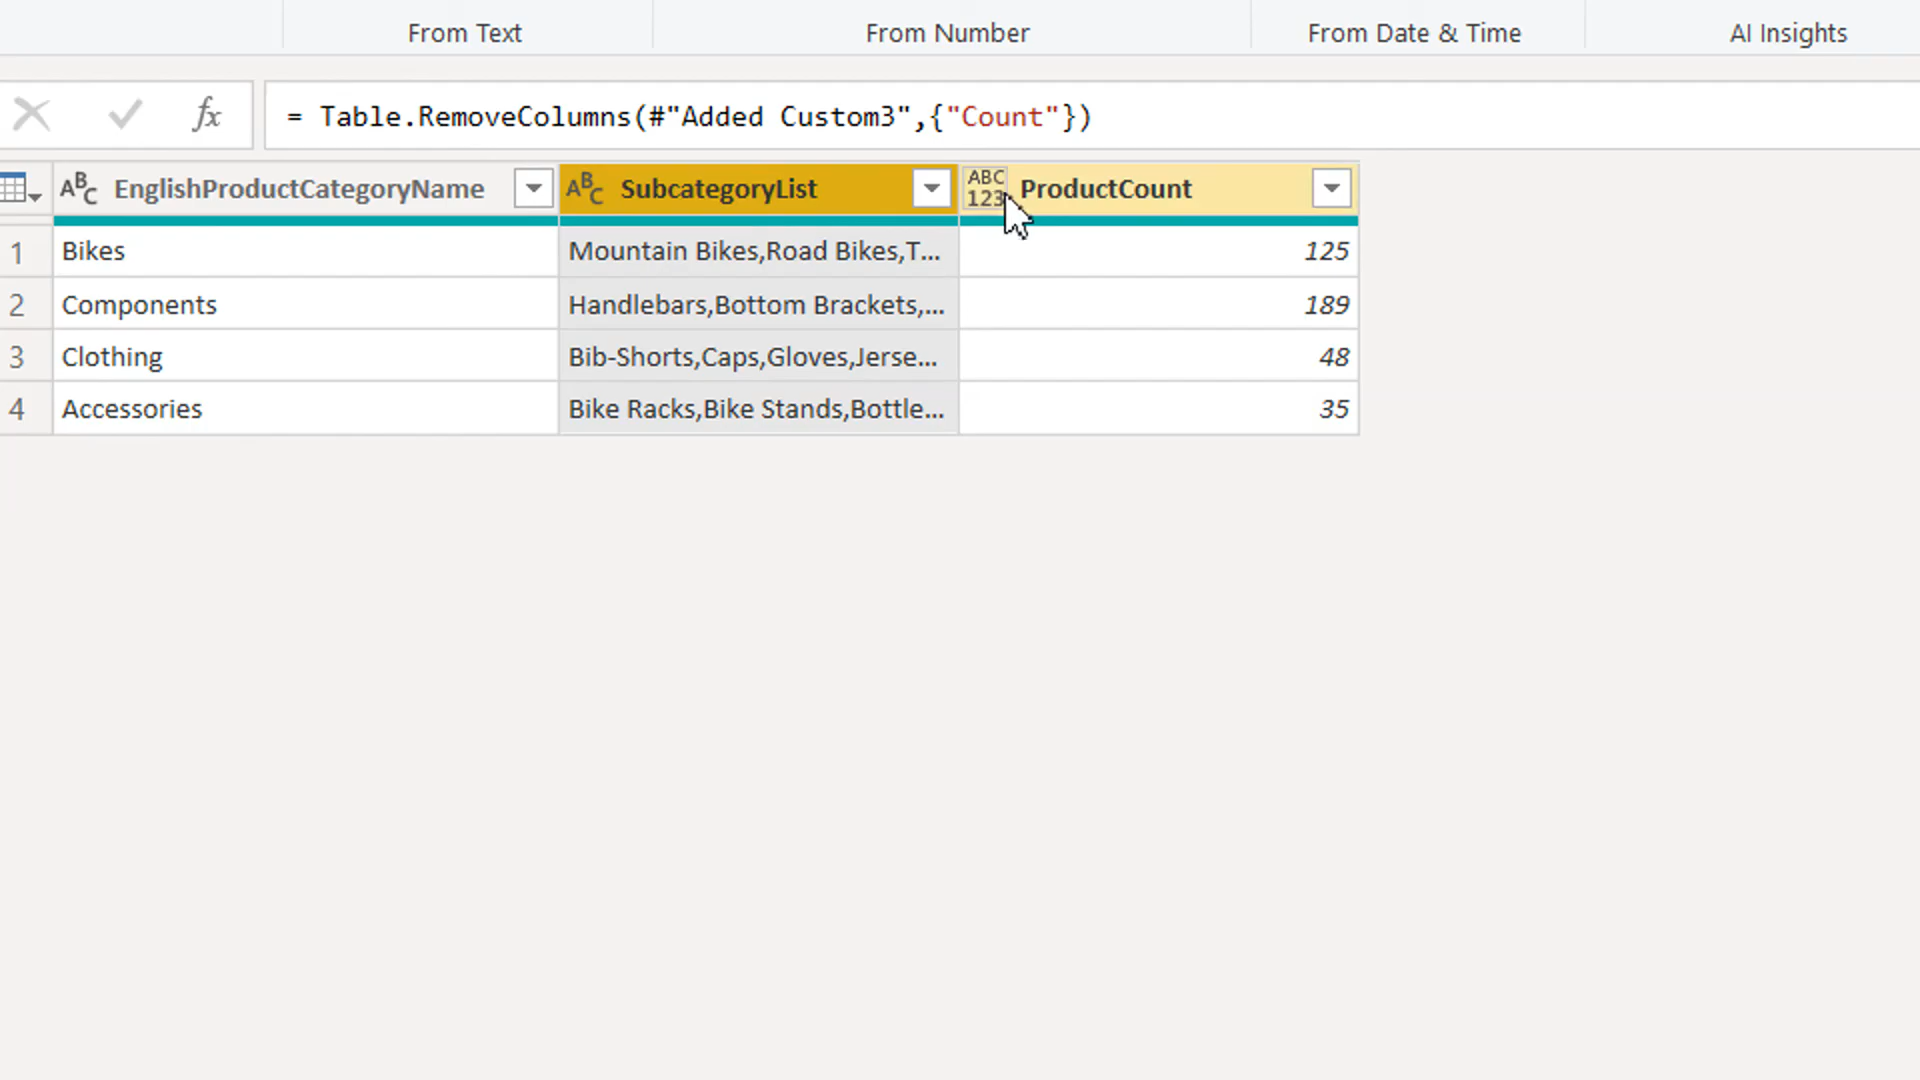 From Text From Number From Date & Time AI Insights
fx = Table.RemoveColumns(#"Added Custom3",{"Count"})
ABC EnglishProductCategoryName ABC SubcategoryList ABC 123 ProductCount
1 Bikes Mountain Bikes,Road Bikes,T... 125
2 Components Handlebars,Bottom Brackets,... 189
3 Clothing Bib-Shorts,Caps,Gloves,Jerse... 48
4 Accessories Bike Racks,Bike Stands,Bottle... 35